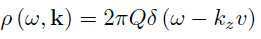 ρ (ω, k) = 2πQδ (ω − k_z v)